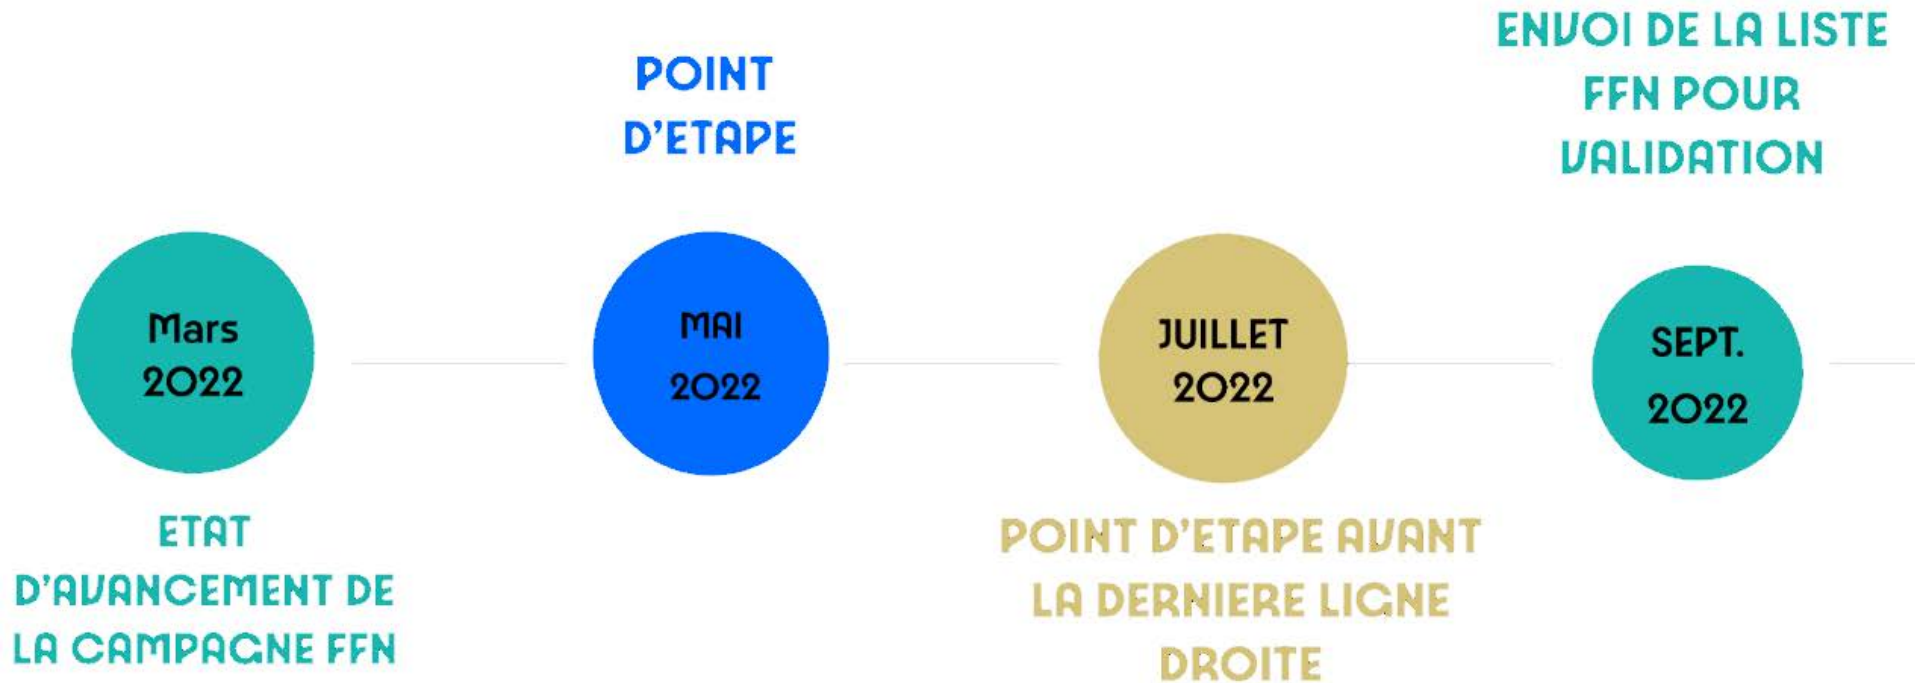 Mars
2022
ETAT
D'AVANCEMENT DE
LA CAMPAGNE FFN
POINT
D'ETAPE
MAI
2022
JUILLET
2022
POINT D'ETAPE AVANT
LA DERNIERE LIGNE
DROITE
ENVOI DE LA LISTE
FFN POUR
VALIDATION
SEPT.
2022